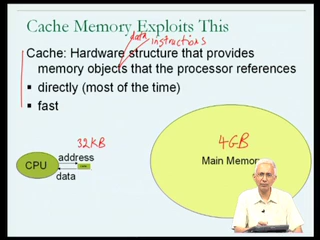 Cache Memory Exploits This
data instructions
Cache: Hardware structure that provides
memory objects that the processor references
▪ directly (most of the time)
▪ fast
32KB
4GB
CPU
address
data
Main Memory